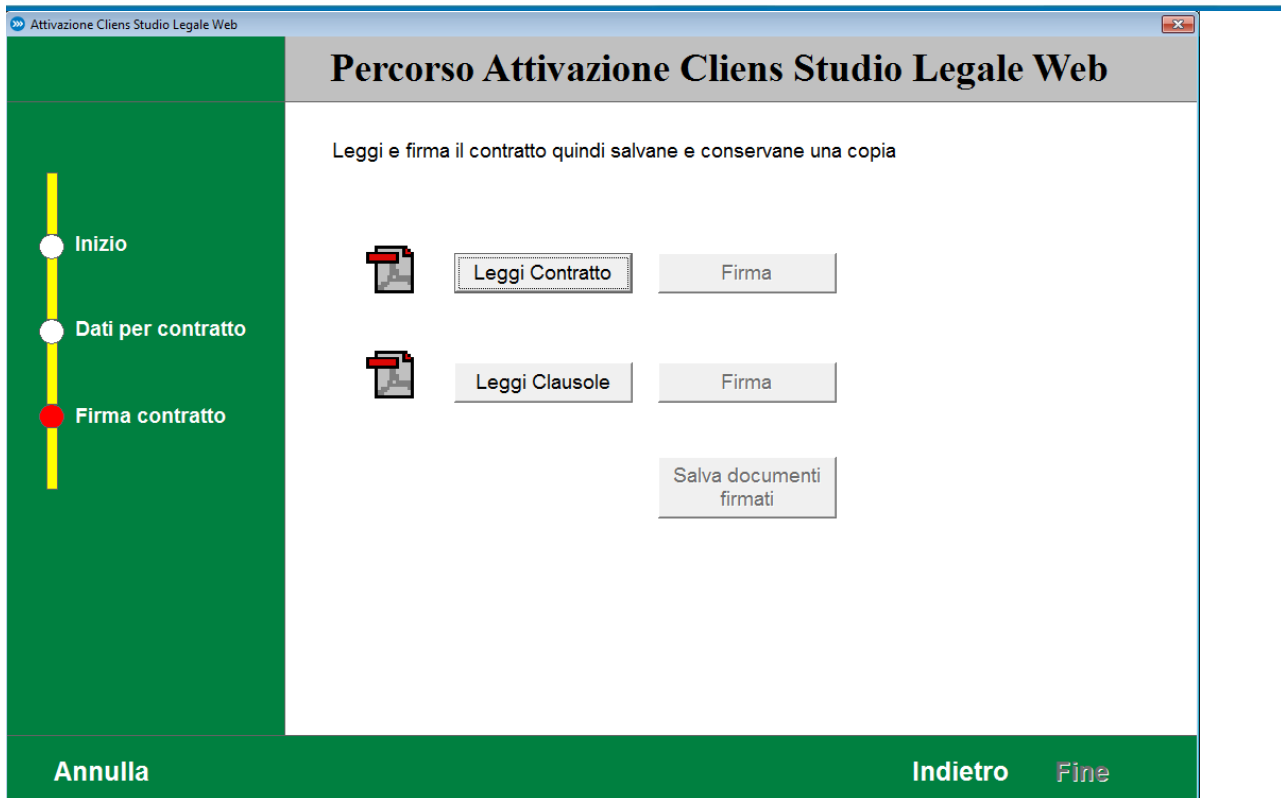 Attivazione Cliens Studio Legale Web
Percorso Attivazione Cliens Studio Legale Web
Leggi e firma il contratto quindi salvane e conservane una copia
Inizio
Dati per contratto
Firma contratto
Leggi Contratto
Firma
Leggi Clausole
Firma
Salva documenti
firmati
Annulla
Indietro
Fine